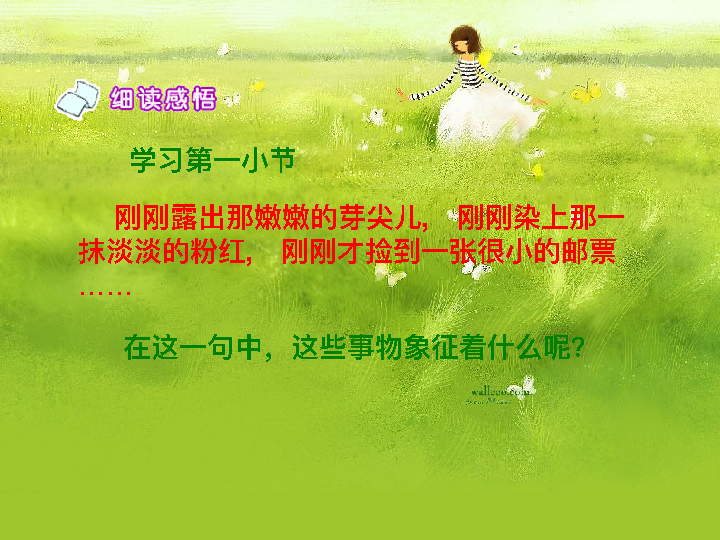 细读感悟
学习第一小节
刚刚露出那嫩嫩的芽尖儿， 刚刚染上那一
抹淡淡的粉红， 刚刚才捡到一张很小的邮票
……
在这一句中，这些事物象征着什么呢？
wallcoo.com